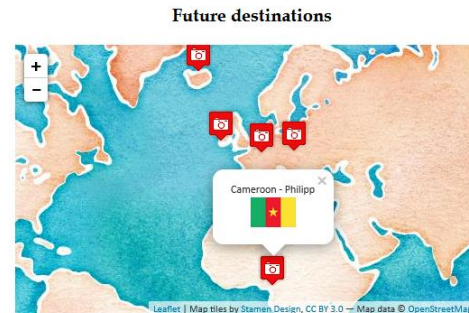 Future destinations
+
−
×
Cameroon - Philipp
Leaflet | Map tiles by Stamen Design, CC BY 3.0 — Map data © OpenStreetMap